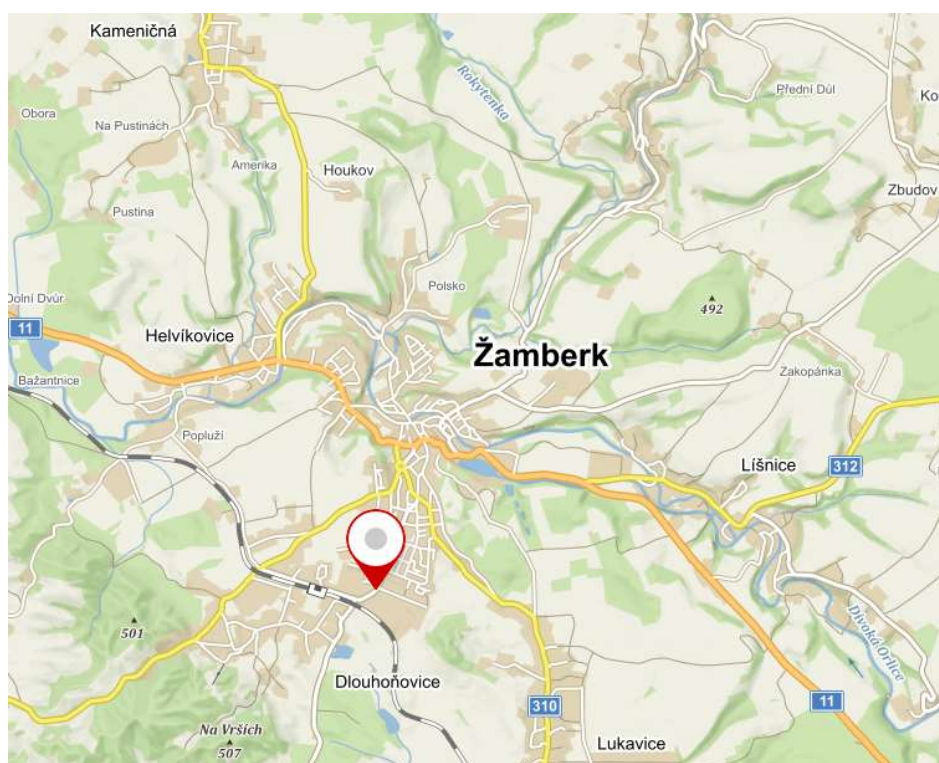 Kameničná
Rokytenka
Přední Důl
Ko
Obora
Na Pustinách
Amerika
Houkov
Zbudov
Pustina
Polsko
Dolní Dvůr
492
11
Helvíkovice
Žamberk
Zakopánka
Bažantnice
Popluží
Líšnice
312
501
Divoká Orlice
Dlouhoňovice
11
310
Na Vrších
507
Lukavice